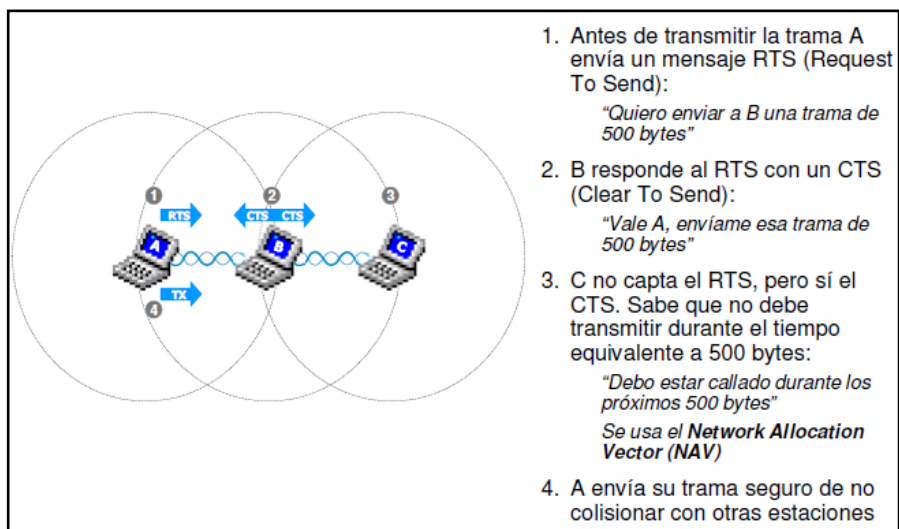 1. Antes de transmitir la trama A
envía un mensaje RTS (Request
To Send):
"Quiero enviar a B una trama de
500 bytes"
2. B responde al RTS con un CTS
(Clear To Send):
"Vale A, envíame esa trama de
500 bytes"
3. C no capta el RTS, pero sí el
CTS. Sabe que no debe
transmitir durante el tiempo
equivalente a 500 bytes:
"Debo estar callado durante los
próximos 500 bytes"
Se usa el Network Allocation
Vector (NAV)
4. A envía su trama seguro de no
colisionar con otras estaciones
1 2 3
RTS CTS CTS
A B C
TX
4